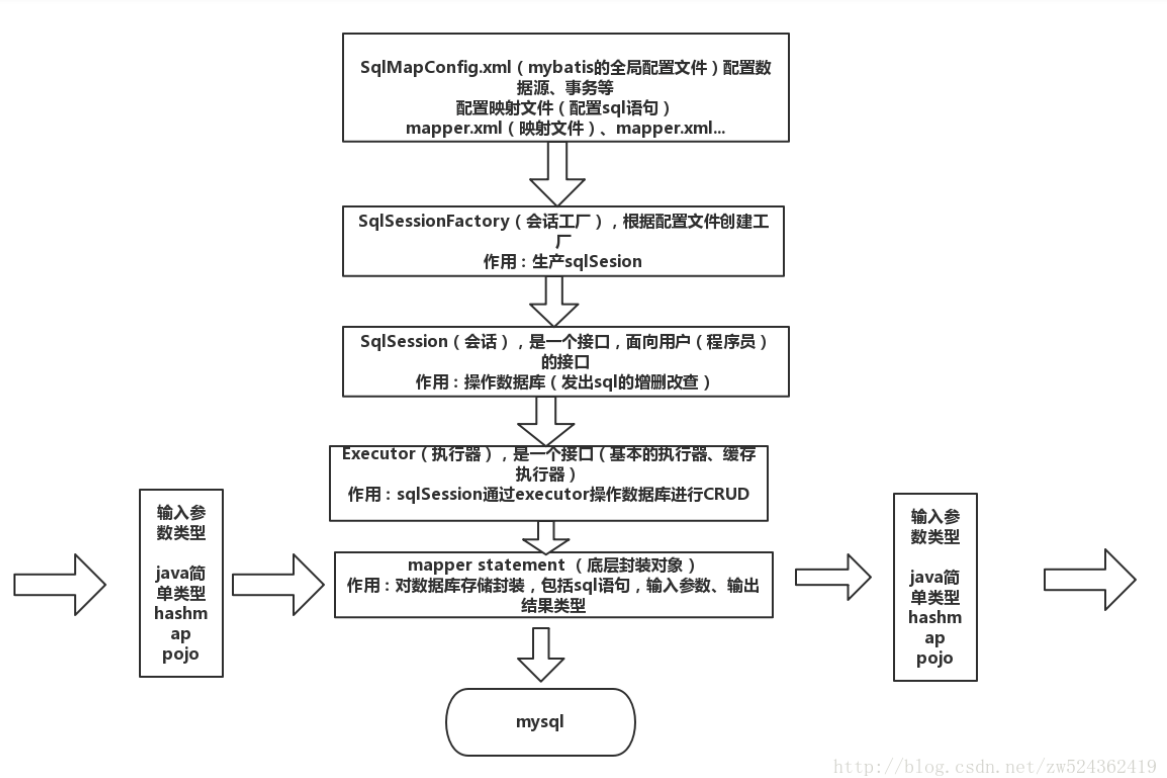 SqlMapConfig.xml（mybatis的全局配置文件）配置数
据源、事务等
配置映射文件（配置sql语句）
mapper.xml（映射文件）、mapper.xml...
SqlSessionFactory（会话工厂），根据配置文件创建工
厂
作用：生产sqlSesion
SqlSession（会话），是一个接口，面向用户（程序员）
的接口
作用：操作数据库（发出sql的增删改查）
Executor（执行器），是一个接口（基本的执行器、缓存
执行器）
作用：sqlSession通过executor操作数据库进行CRUD
输入参
数类型
java简
单类型
hashm
ap
pojo
mapper statement （底层封装对象）
作用：对数据库存储封装，包括sql语句，输入参数、输出
结果类型
输入参
数类型
java简
单类型
hashm
ap
pojo
mysql
http://blog.csdn.net/zw524362419